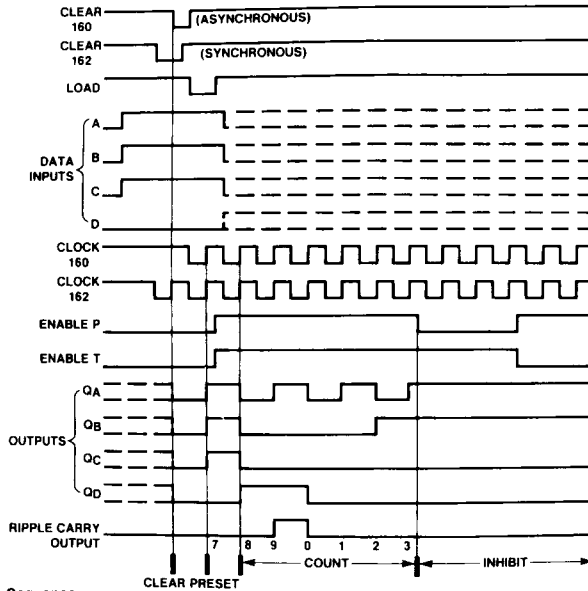 CLEAR
160
(ASYNCHRONOUS)
CLEAR
162
(SYNCHRONOUS)
LOAD
DATA
INPUTS
A
B
C
D
CLOCK
160
CLOCK
162
ENABLE P
ENABLE T
OUTPUTS
QA
QB
QC
QD
RIPPLE CARRY
OUTPUT
7 8 9 0 1 2 3
COUNT
INHIBIT
CLEAR PRESET